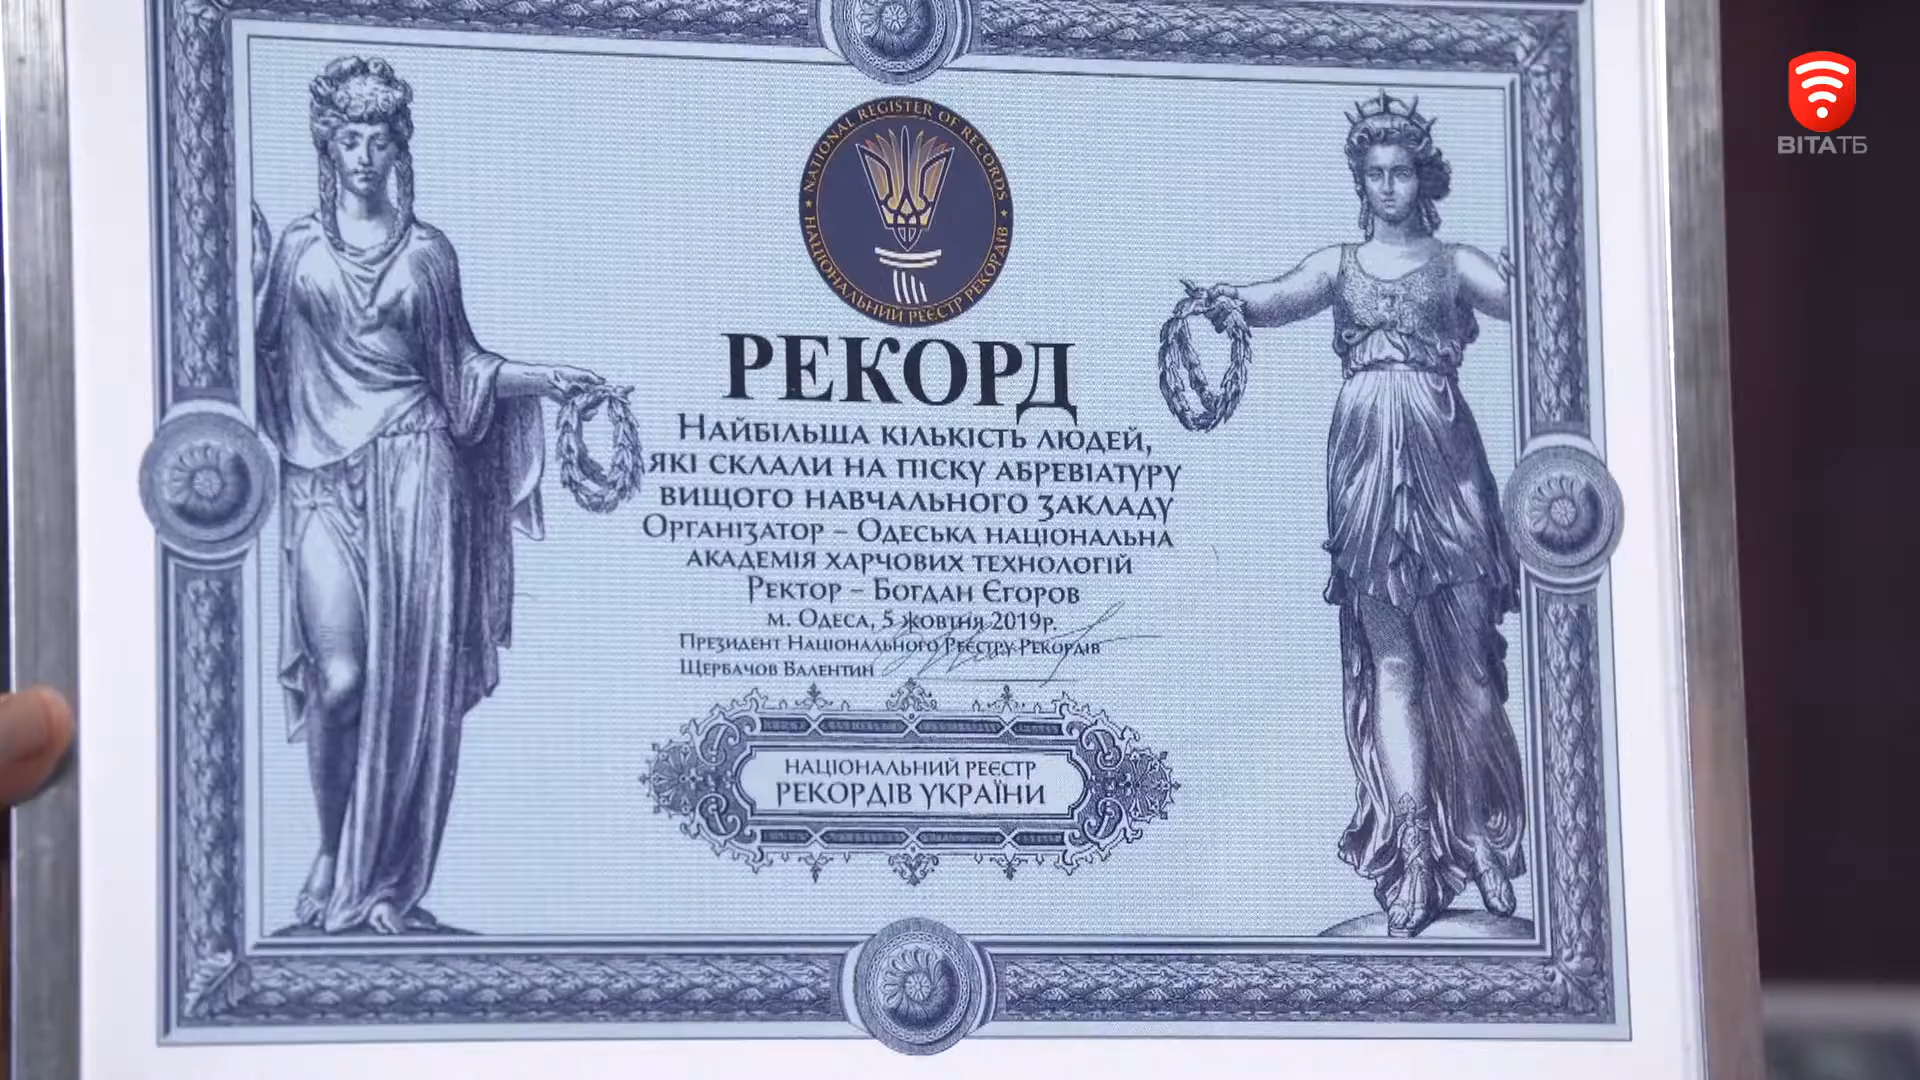 ВІТАТБ
NATIONAL REGISTER OF RECORDS
НАЦІОНАЛЬНИЙ РЕЄСТР РЕКОРДІВ
РЕКОРД
НАЙБІЛЬША КІЛЬКІСТЬ ЛЮДЕЙ,
ЯКІ СКЛАЛИ НА ПІСКУ АБРЕВІАТУРУ
ВИЩОГО НАВЧАЛЬНОГО ЗАКЛАДУ
ОРГАНІЗАТОР – ОДЕСЬКА НАЦІОНАЛЬНА
АКАДЕМІЯ ХАРЧОВИХ ТЕХНОЛОГІЙ
РЕКТОР – БОГДАН ЄГОРОВ
М. ОДЕСА, 5 ЖОВТНЯ 2019Р.
ПРЕЗИДЕНТ НАЦІОНАЛЬНОГО РЕЄСТРУ РЕКОРДІВ
ЩЕРБАЧОВ ВАЛЕНТИН
НАЦІОНАЛЬНИЙ РЕЄСТР
РЕКОРДІВ УКРАЇНИ